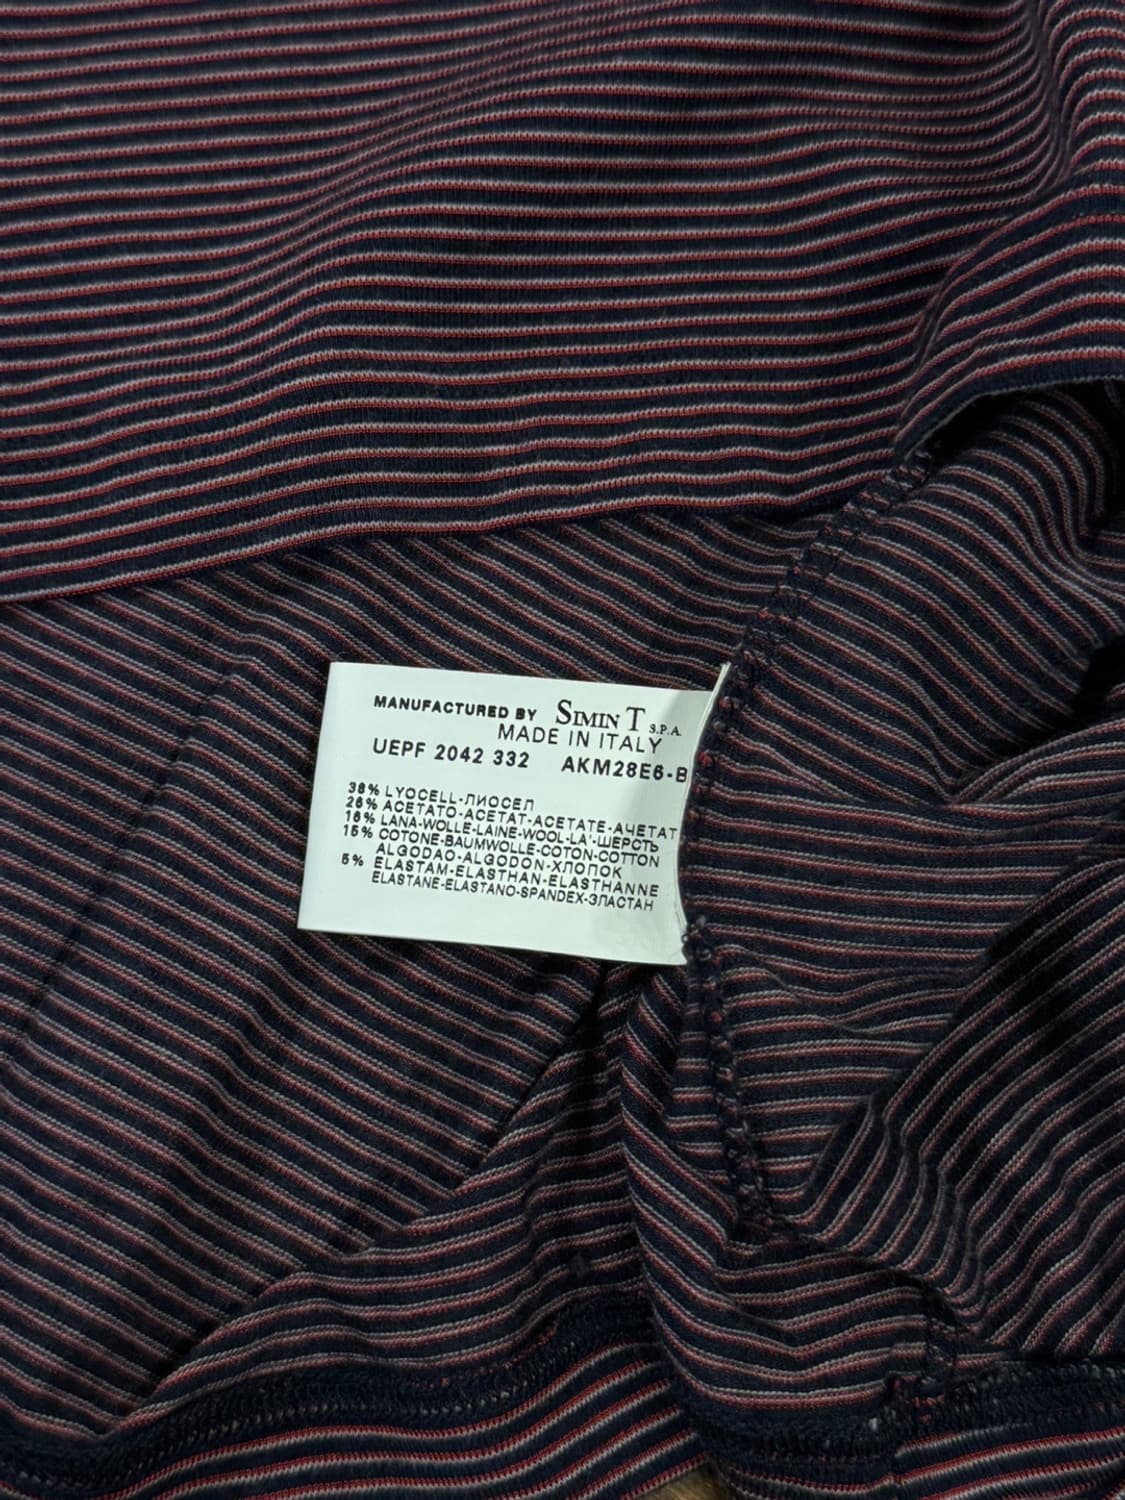 MANUFACTURED BY SIMIN T S.P.A.
MADE IN ITALY
UEPF 2042 332 AKM28E6-B
38% LYOCELL-ЛИОСЕЛ
26% ACETATO-ACETAT-ACETATE-АЧЕТАТ
16% LANA-WOLLE-LAINE-WOOL-LA'-ШЕРСТЬ
15% COTONE-BAUMWOLLE-COTON-COTTON
ALGODAO-ALGODON-ХЛОПОК
5% ELASTAM-ELASTHAN-ELASTHANNE
ELASTANE-ELASTANO-SPANDEX-ЭЛАСТАН